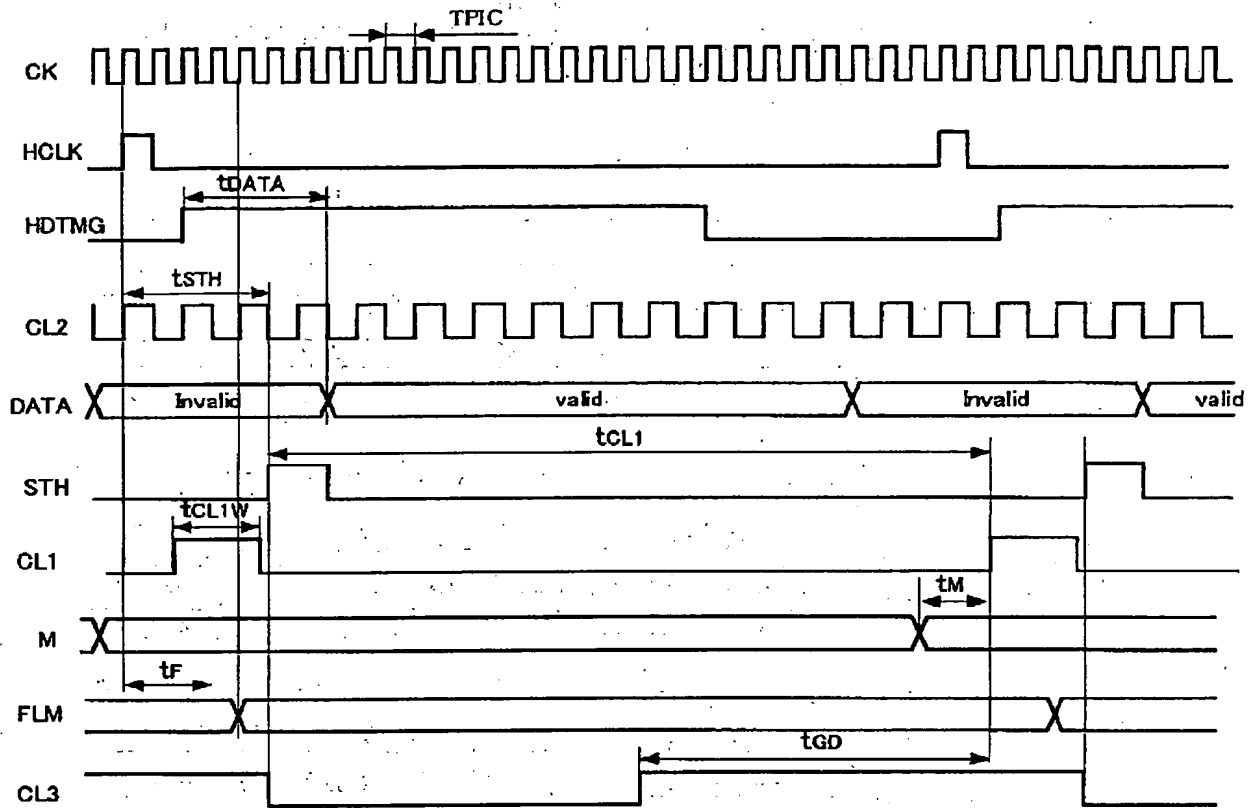 TPIC
CK
HCLK
tDATA
HDTMG
tSTH
CL2
DATA Invalid valid Invalid valid
tCL1
STH
tCL1W
CL1
tM
M
tF
FLM
tGD
CL3